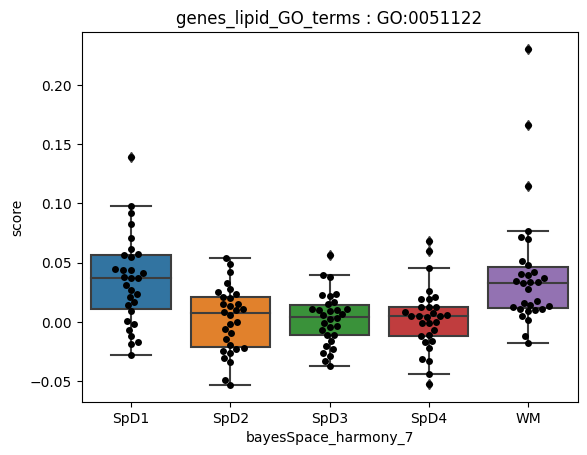 genes_lipid_GO_terms : GO:0051122
0.20
0.15
0.10
0.05
0.00
−0.05
score
SpD1 SpD2 SpD3 SpD4 WM
bayesSpace_harmony_7